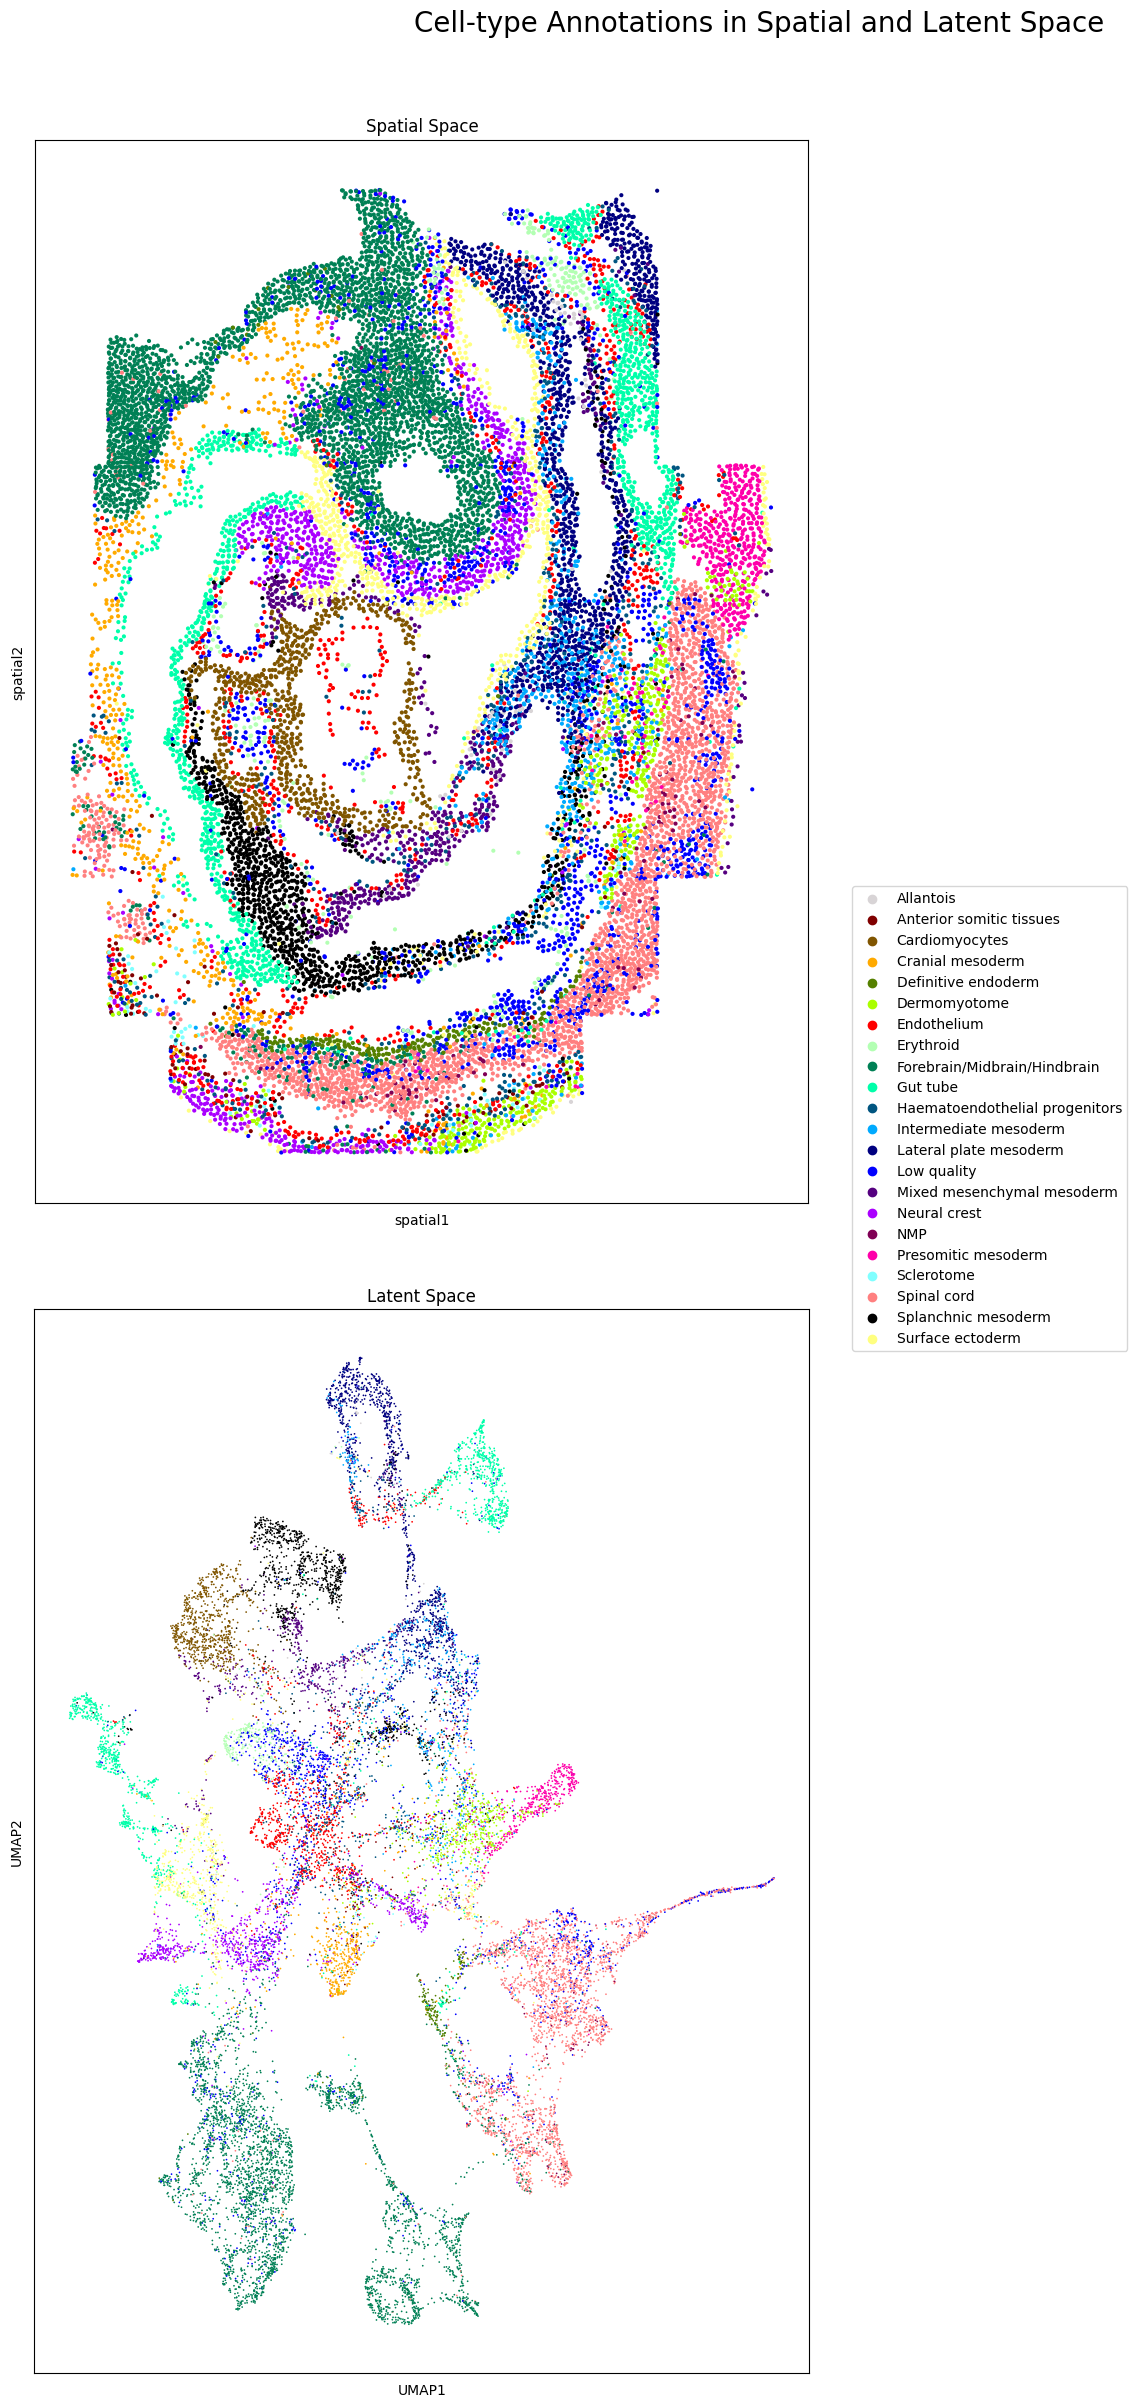 Cell-type Annotations in Spatial and Latent Space
Spatial Space
spatial2
spatial1
Allantois
Anterior somitic tissues
Cardiomyocytes
Cranial mesoderm
Definitive endoderm
Dermomyotome
Endothelium
Erythroid
Forebrain/Midbrain/Hindbrain
Gut tube
Haematoendothelial progenitors
Intermediate mesoderm
Lateral plate mesoderm
Low quality
Mixed mesenchymal mesoderm
Neural crest
NMP
Presomitic mesoderm
Sclerotome
Spinal cord
Splanchnic mesoderm
Surface ectoderm
Latent Space
UMAP2
UMAP1